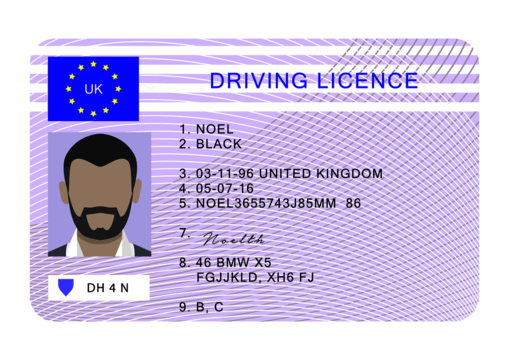 UK
DRIVING LICENCE
1. NOEL
2. BLACK
3. 03-11-96 UNITED KINGDOM
4. 05-07-16
5. NOEL3655743J85MM 86
7. Noelth
8. 46 BMW X5
FGJJKLD, XH6 FJ
9. B, C
DH 4 N